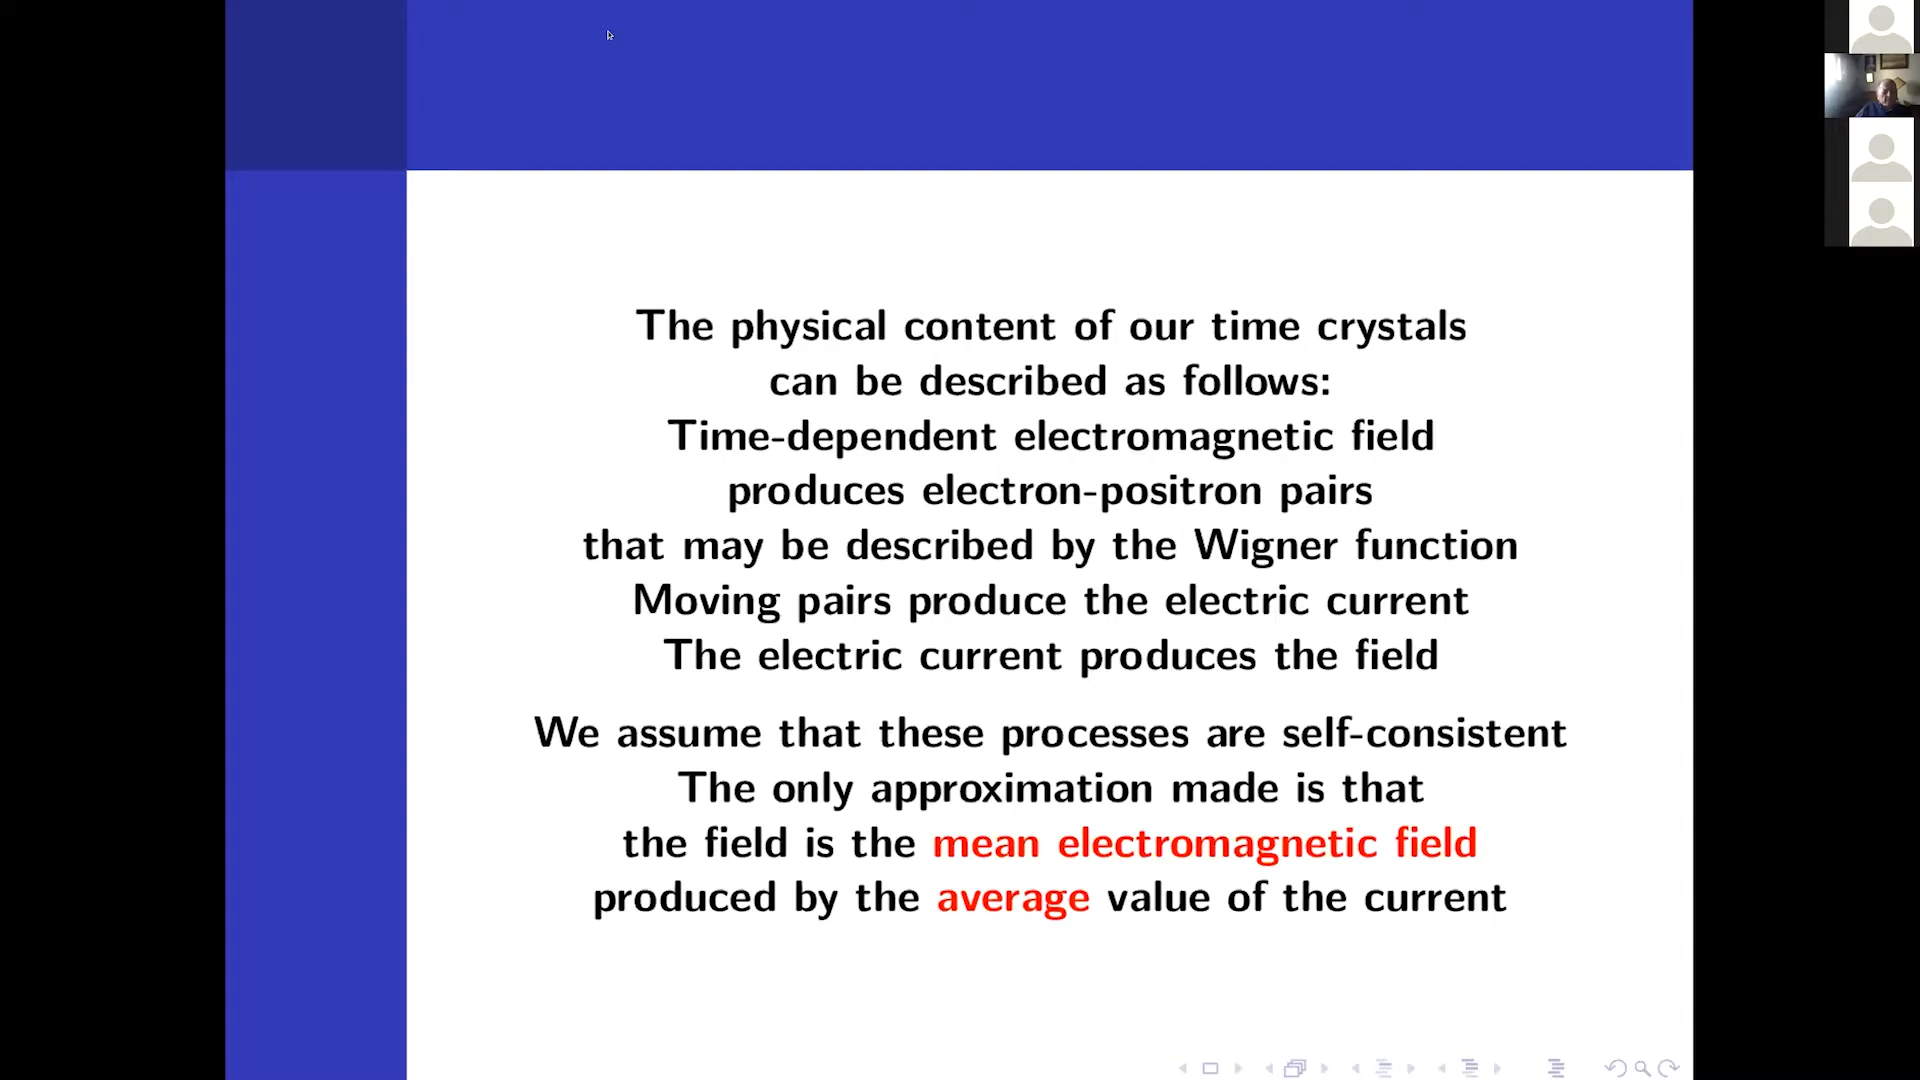 The physical content of our time crystals
can be described as follows:
Time-dependent electromagnetic field
produces electron-positron pairs
that may be described by the Wigner function
Moving pairs produce the electric current
The electric current produces the field
We assume that these processes are self-consistent
The only approximation made is that
the field is the mean electromagnetic field
produced by the average value of the current